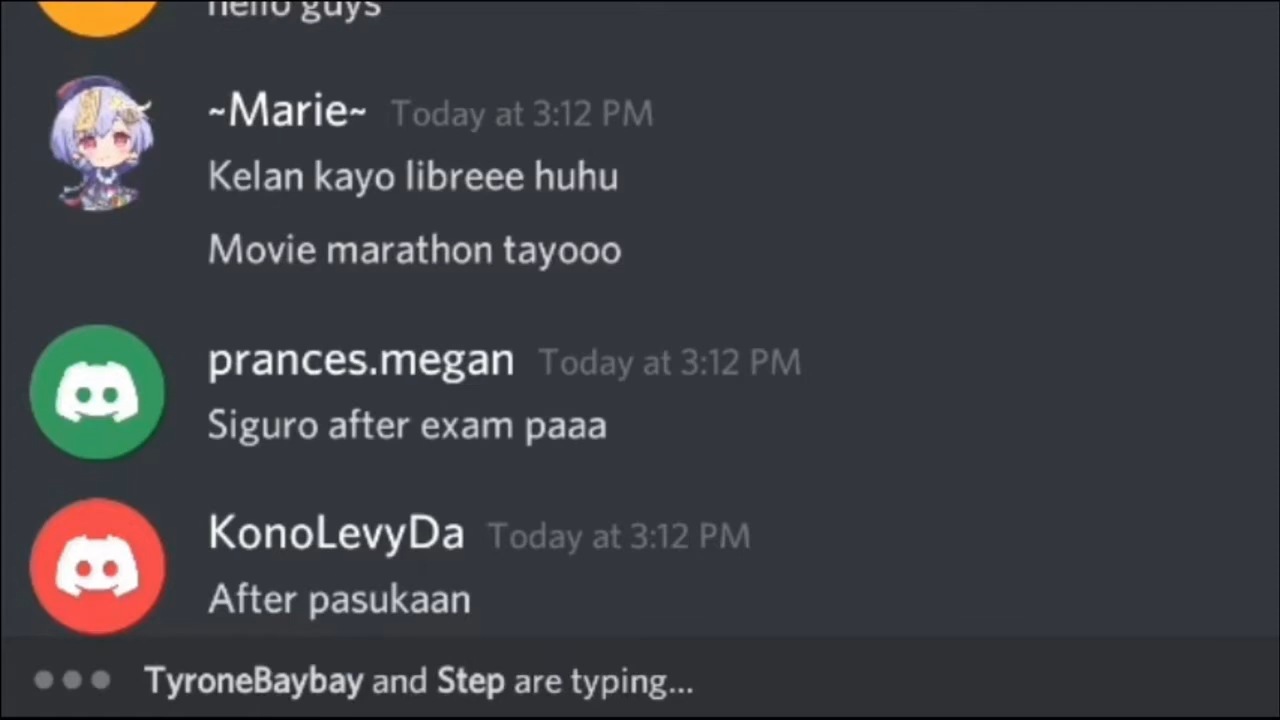 hello guys
~Marie~ Today at 3:12 PM
Kelan kayo libreee huhu
Movie marathon tayooo
prances.megan Today at 3:12 PM
Siguro after exam paaa
KonoLevyDa Today at 3:12 PM
After pasukaan
TyroneBaybay and Step are typing...